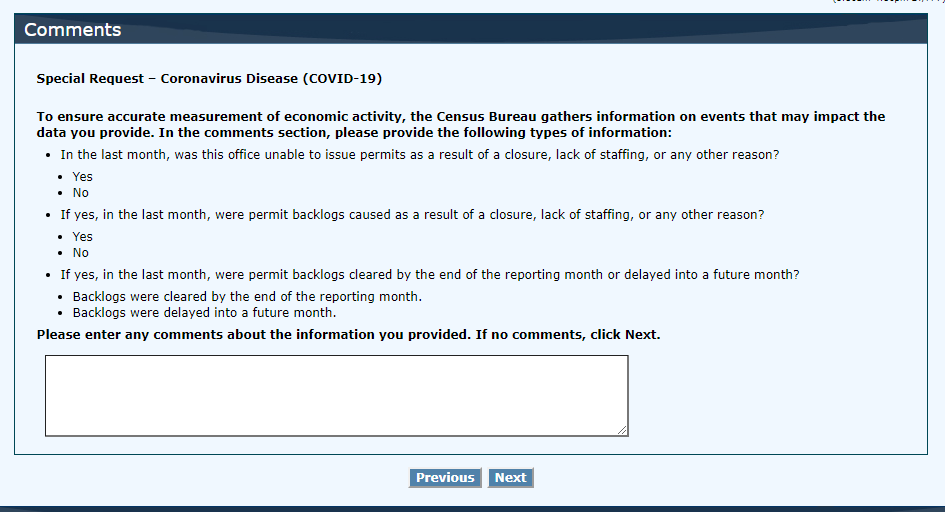 Comments
Special Request – Coronavirus Disease (COVID-19)
To ensure accurate measurement of economic activity, the Census Bureau gathers information on events that may impact the
data you provide. In the comments section, please provide the following types of information:
• In the last month, was this office unable to issue permits as a result of a closure, lack of staffing, or any other reason?
• Yes
• No
• If yes, in the last month, were permit backlogs caused as a result of a closure, lack of staffing, or any other reason?
• Yes
• No
• If yes, in the last month, were permit backlogs cleared by the end of the reporting month or delayed into a future month?
• Backlogs were cleared by the end of the reporting month.
• Backlogs were delayed into a future month.
Please enter any comments about the information you provided. If no comments, click Next.
Previous Next